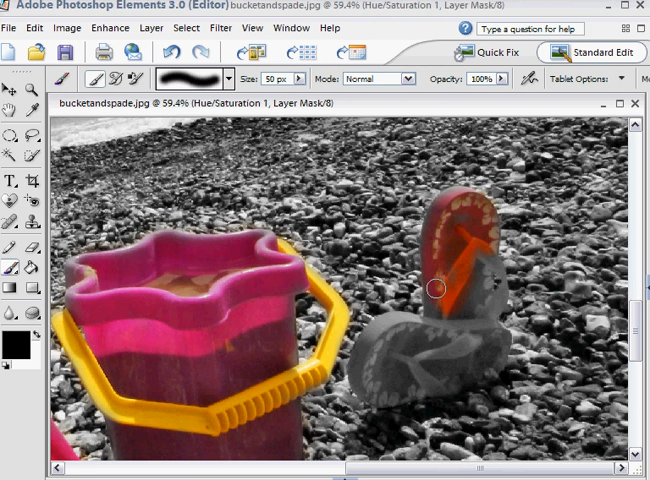 Adobe Photoshop Elements 3.0 (Editor) bucketandspade.jpg @ 59.4% (Hue/Saturation 1, Layer Mask/8)
File Edit Image Enhance Layer Select Filter View Window Help Type a question for help
Quick Fix Standard Edit
Size: 50 px Mode: Normal Opacity: 100% Tablet Options:
bucketandspade.jpg @ 59.4% (Hue/Saturation 1, Layer Mask/8)
T